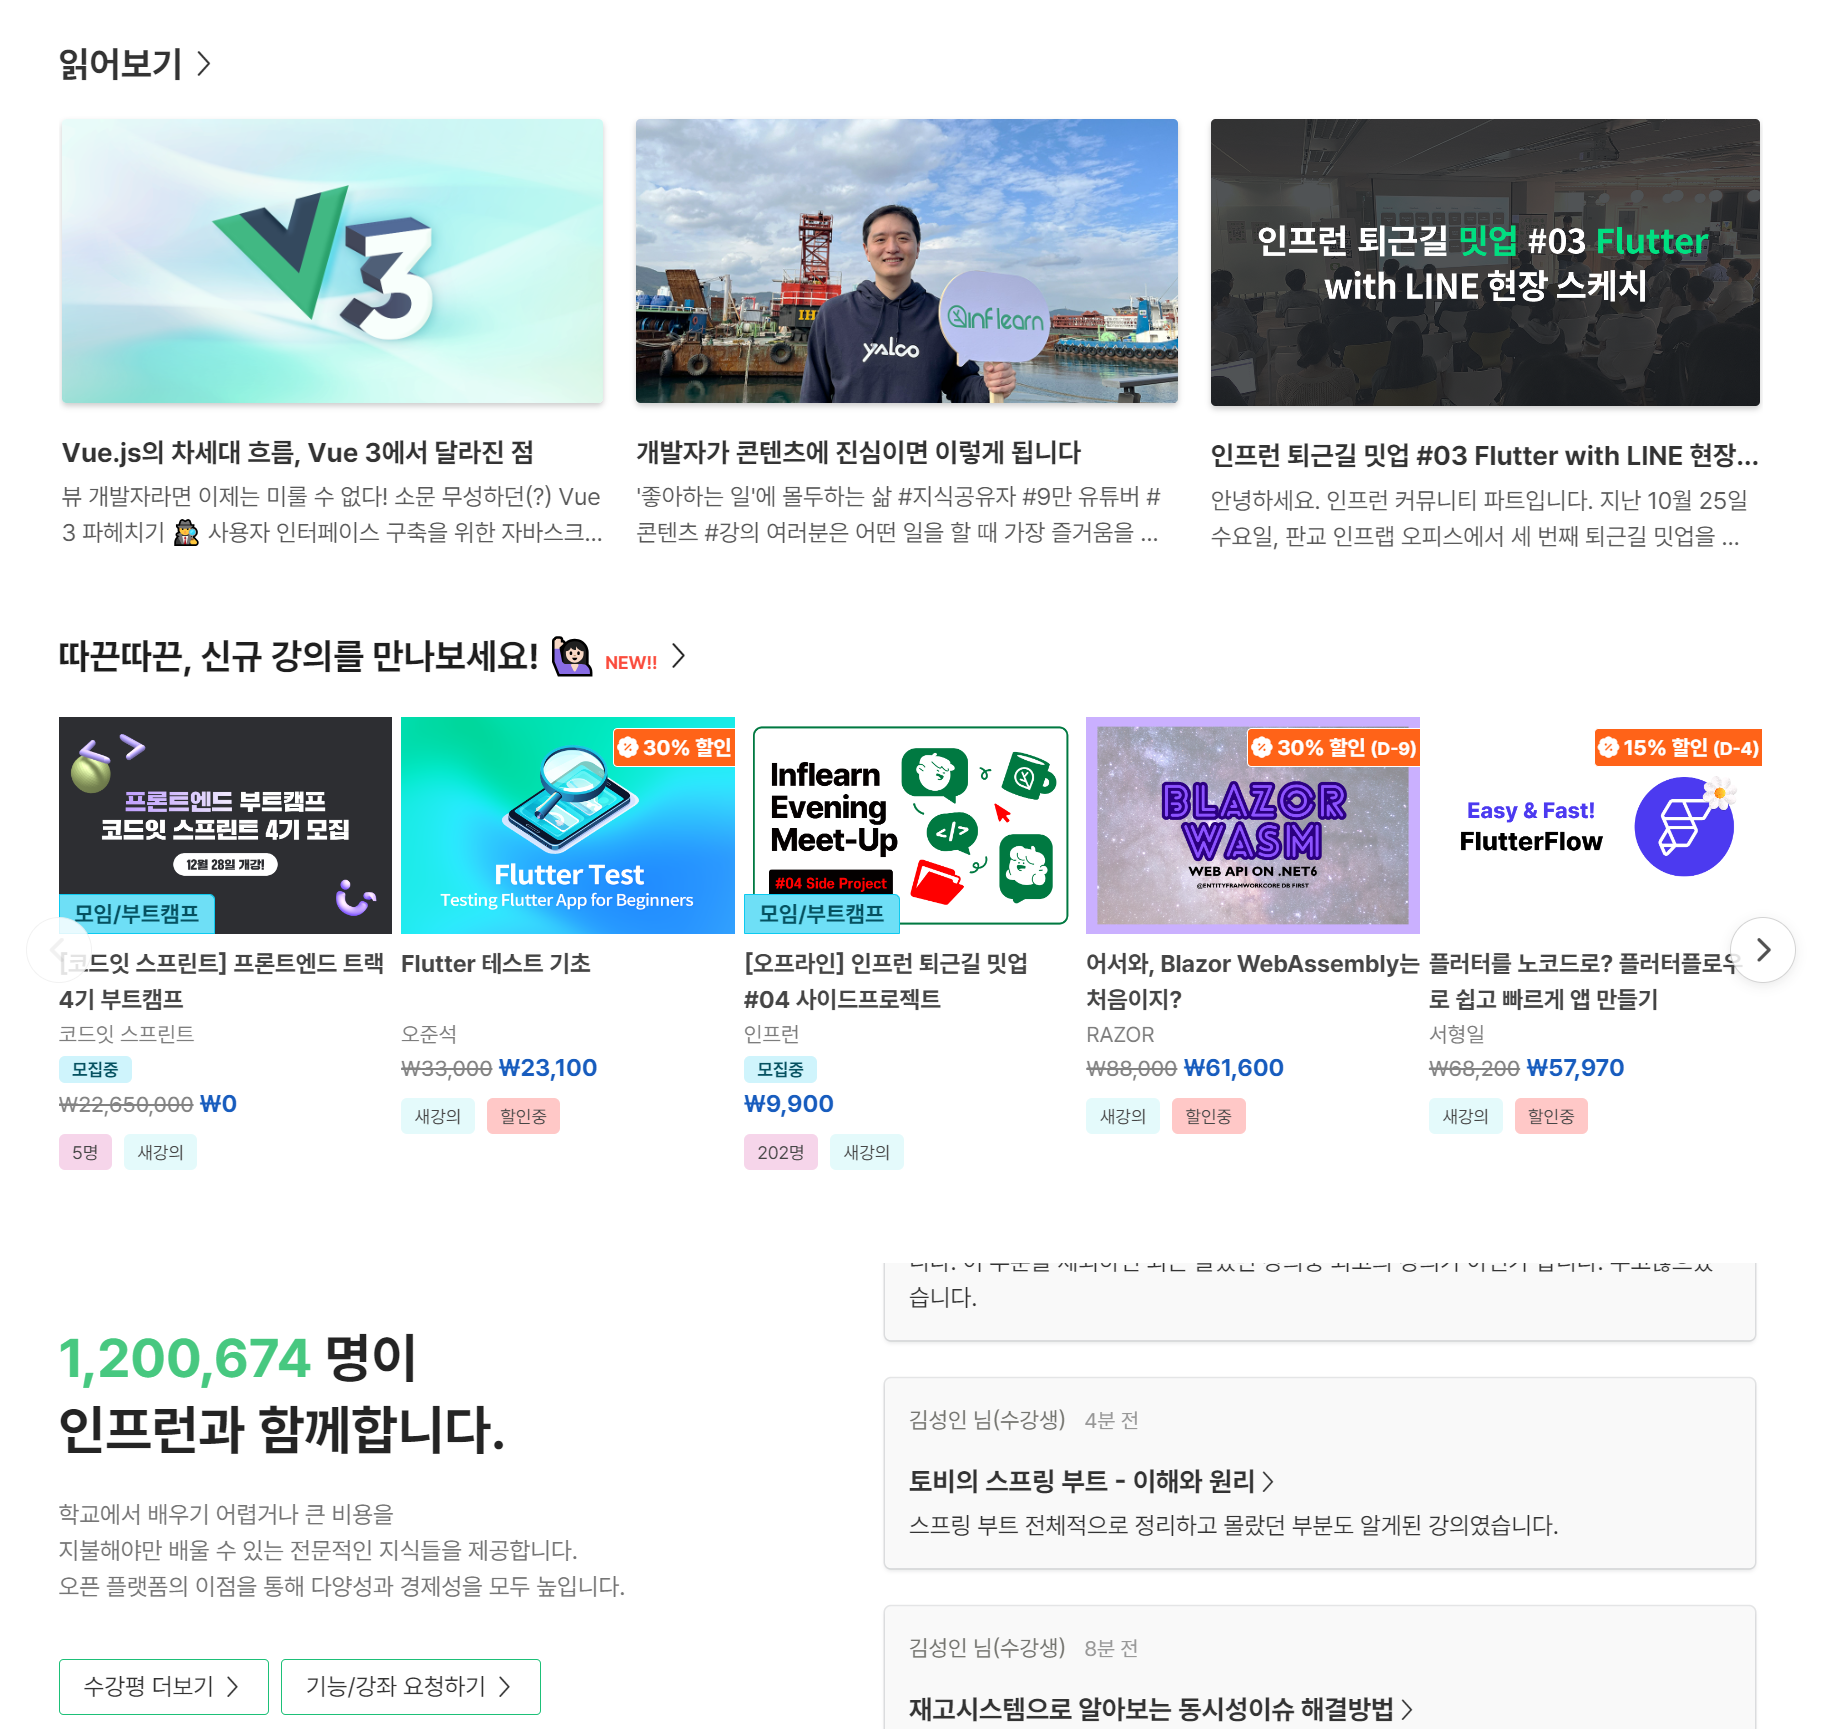 읽어보기
인프런 퇴근길 밋업 #03 Flutter
with LINE 현장 스케치
yalco
inflearn
Vue.js의 차세대 흐름, Vue 3에서 달라진 점
뷰 개발자라면 이제는 미룰 수 없다! 소문 무성하던(?) Vue
3 파헤치기 🕵️ 사용자 인터페이스 구축을 위한 자바스크...
개발자가 콘텐츠에 진심이면 이렇게 됩니다
'좋아하는 일'에 몰두하는 삶 #지식공유자 #9만 유튜버 #
콘텐츠 #강의 여러분은 어떤 일을 할 때 가장 즐거움을 ...
인프런 퇴근길 밋업 #03 Flutter with LINE 현장...
안녕하세요. 인프런 커뮤니티 파트입니다. 지난 10월 25일
수요일, 판교 인프랩 오피스에서 세 번째 퇴근길 밋업을 ...
따끈따끈, 신규 강의를 만나보세요! 🙋🏻‍♀️ NEW!!
프론트엔드 부트캠프
코드잇 스프린트 4기 모집
12월 28일 개강!
모임/부트캠프
[코드잇 스프린트] 프론트엔드 트랙
4기 부트캠프
코드잇 스프린트
모집중
₩22,650,000 ₩0
5명 새강의
30% 할인
Flutter Test
Testing Flutter App for Beginners
Flutter 테스트 기초
오준석
₩33,000 ₩23,100
새강의 할인중
Inflearn
Evening
Meet-Up
#04 Side Project
모임/부트캠프
[오프라인] 인프런 퇴근길 밋업
#04 사이드프로젝트
인프런
모집중
₩9,900
202명 새강의
30% 할인 (D-9)
BLAZOR
WASM
WEB API ON .NET6
@ENTITYFRAMWORKCORE DB FIRST
어서와, Blazor WebAssembly는
처음이지?
RAZOR
₩88,000 ₩61,600
새강의 할인중
15% 할인 (D-4)
Easy & Fast!
FlutterFlow
플러터를 노코드로? 플러터플로우
로 쉽고 빠르게 앱 만들기
서형일
₩68,200 ₩57,970
새강의 할인중
1,200,674 명이
인프런과 함께합니다.
학교에서 배우기 어렵거나 큰 비용을
지불해야만 배울 수 있는 전문적인 지식들을 제공합니다.
오픈 플랫폼의 이점을 통해 다양성과 경제성을 모두 높입니다.
수강평 더보기
기능/강좌 요청하기
습니다.
김성인 님(수강생) 4분 전
토비의 스프링 부트 - 이해와 원리
스프링 부트 전체적으로 정리하고 몰랐던 부분도 알게된 강의였습니다.
김성인 님(수강생) 8분 전
재고시스템으로 알아보는 동시성이슈 해결방법